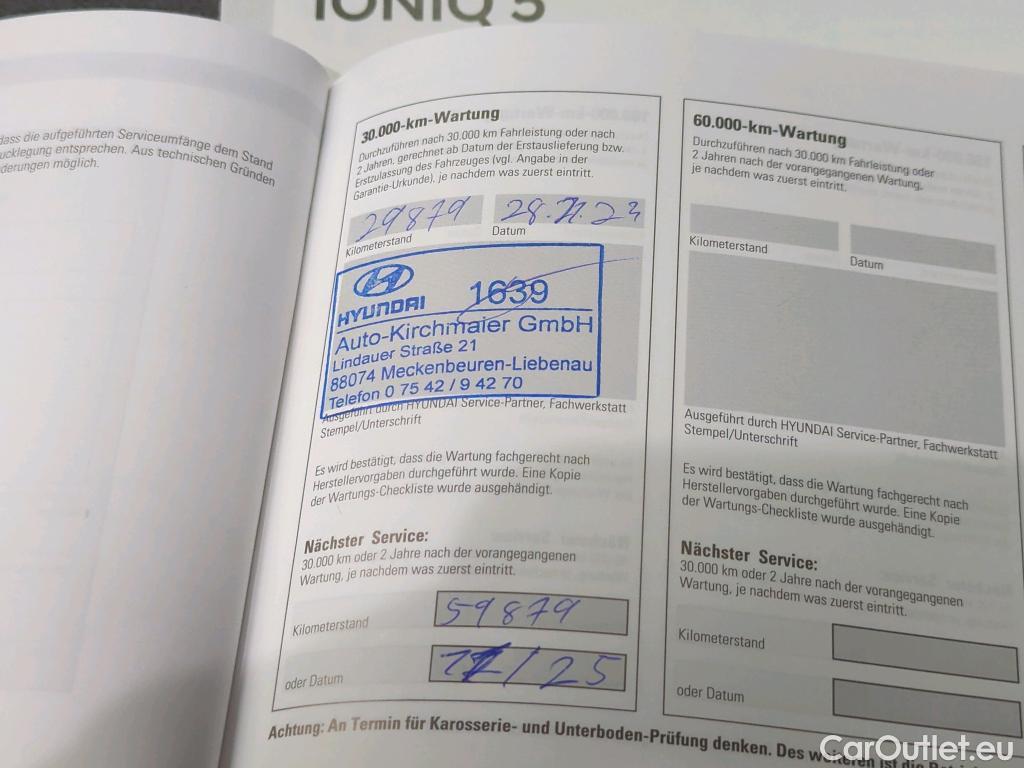 IONIQ 5
dass die aufgeführten Serviceumfänge dem Stand
ucklegung entsprechen. Aus technischen Gründen
derungen möglich.
30.000-km-Wartung
Durchzuführen nach 30.000 km Fahrleistung oder nach
2 Jahren, gerechnet ab Datum der Erstauslieferung bzw.
Erstzulassung des Fahrzeuges (vgl. Angabe in der
Garantie-Urkunde), je nachdem was zuerst eintritt.
29879
Kilometerstand
Datum
HYUNDAI 1639
Auto-Kirchmaier GmbH
Lindauer Straße 21
88074 Meckenbeuren-Liebenau
Telefon 0 75 42 / 9 42 70
Ausgeführt durch HYUNDAI Service-Partner, Fachwerkstatt
Stempel/Unterschrift
Es wird bestätigt, dass die Wartung fachgerecht nach
Herstellervorgaben durchgeführt wurde. Eine Kopie
der Wartungs-Checkliste wurde ausgehändigt.
Nächster Service:
30.000 km oder 2 Jahre nach der vorangegangenen
Wartung, je nachdem was zuerst eintritt.
Kilometerstand 59879
oder Datum
60.000-km-Wartung
Durchzuführen nach 30.000 km Fahrleistung oder
2 Jahren nach der vorangegangenen Wartung,
je nachdem was zuerst eintritt.
Kilometerstand
Datum
Ausgeführt durch HYUNDAI Service-Partner, Fachwerkstatt
Stempel/Unterschrift
Es wird bestätigt, dass die Wartung fachgerecht nach
Herstellervorgaben durchgeführt wurde. Eine Kopie
der Wartungs-Checkliste wurde ausgehändigt.
Nächster Service:
30.000 km oder 2 Jahre nach der vorangegangenen
Wartung, je nachdem was zuerst eintritt.
Kilometerstand
oder Datum
Achtung: An Termin für Karosserie- und Unterboden-Prüfung denken. Des weiteren ist die
CarOutlet.eu